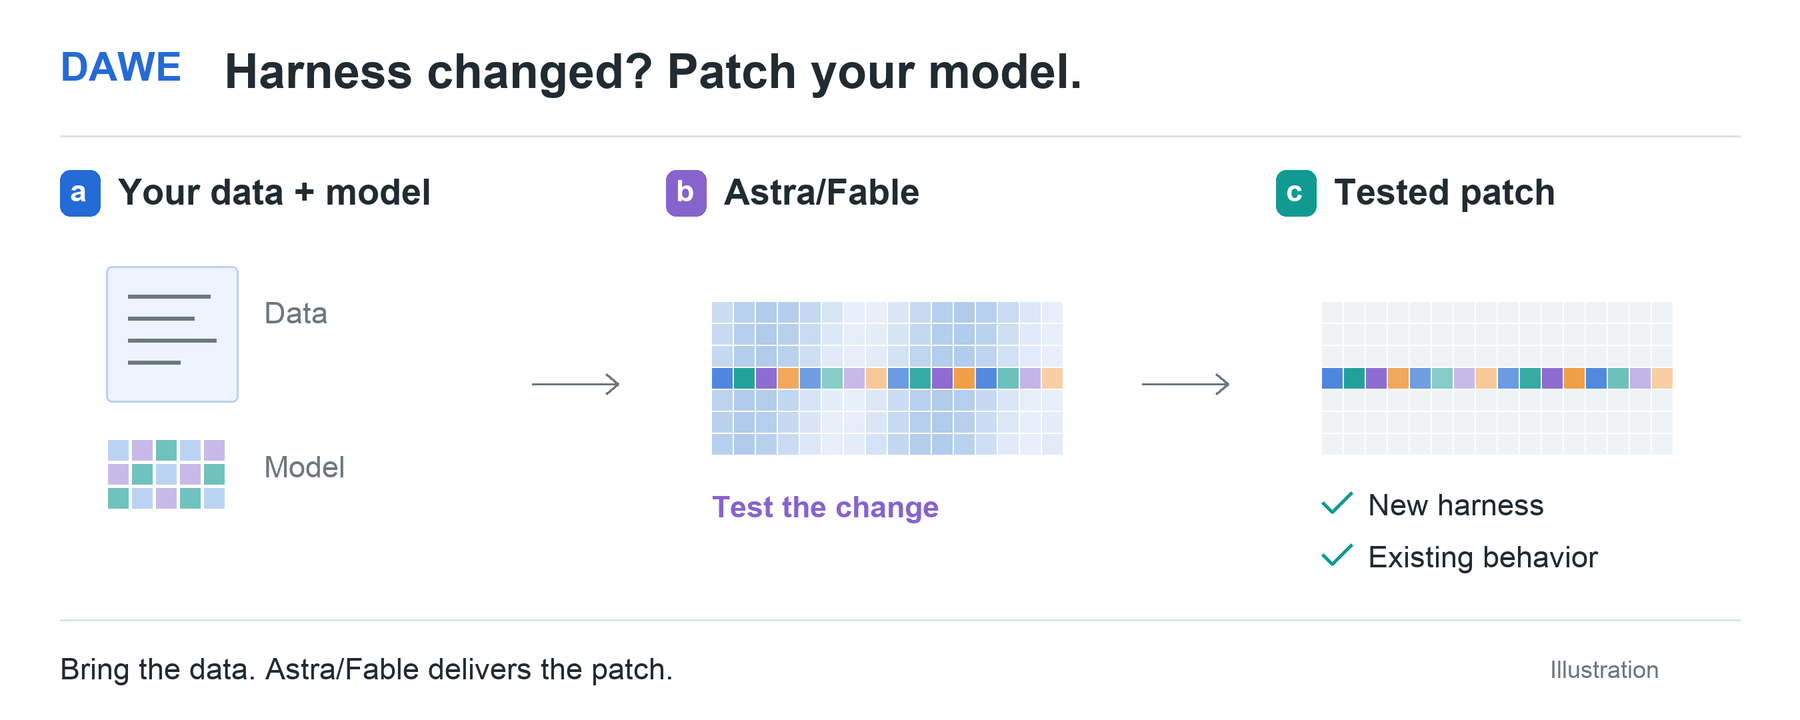 DAWE Harness changed? Patch your model.
a Your data + model
b Astra/Fable
c Tested patch
Data
Model
Test the change
New harness
Existing behavior
Bring the data. Astra/Fable delivers the patch.
Illustration